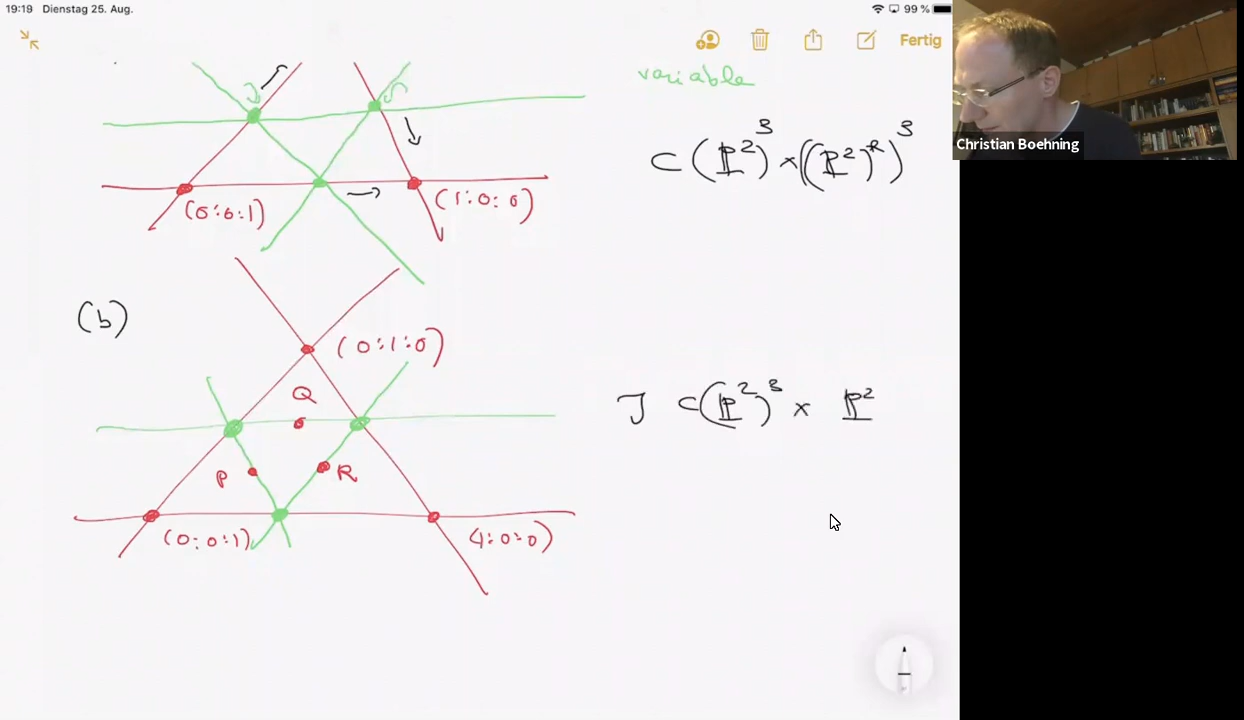 19:19 Dienstag 25. Aug. 99 %
Fertig
variable
⊂ (ℙ²)³ × ((ℙ²)*)³
(0:0:1) (1:0:0)
Christian Boehning
(b)
(0:1:0)
Q
J ⊂ (ℙ²)³ × ℙ²
P R
(0:0:1) (1:0:0)